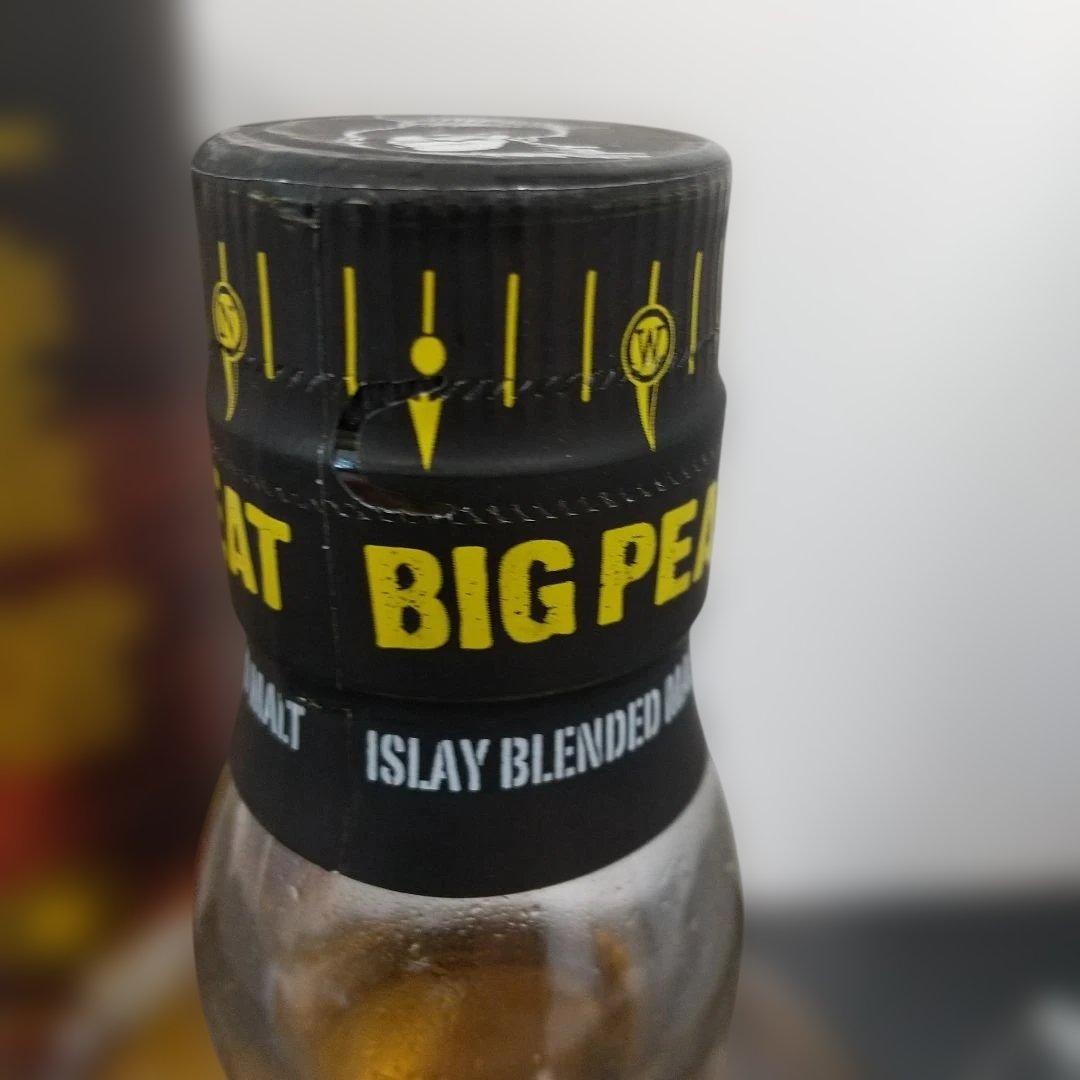 N W
EAT BIG PEA
MALT ISLAY BLENDED MA